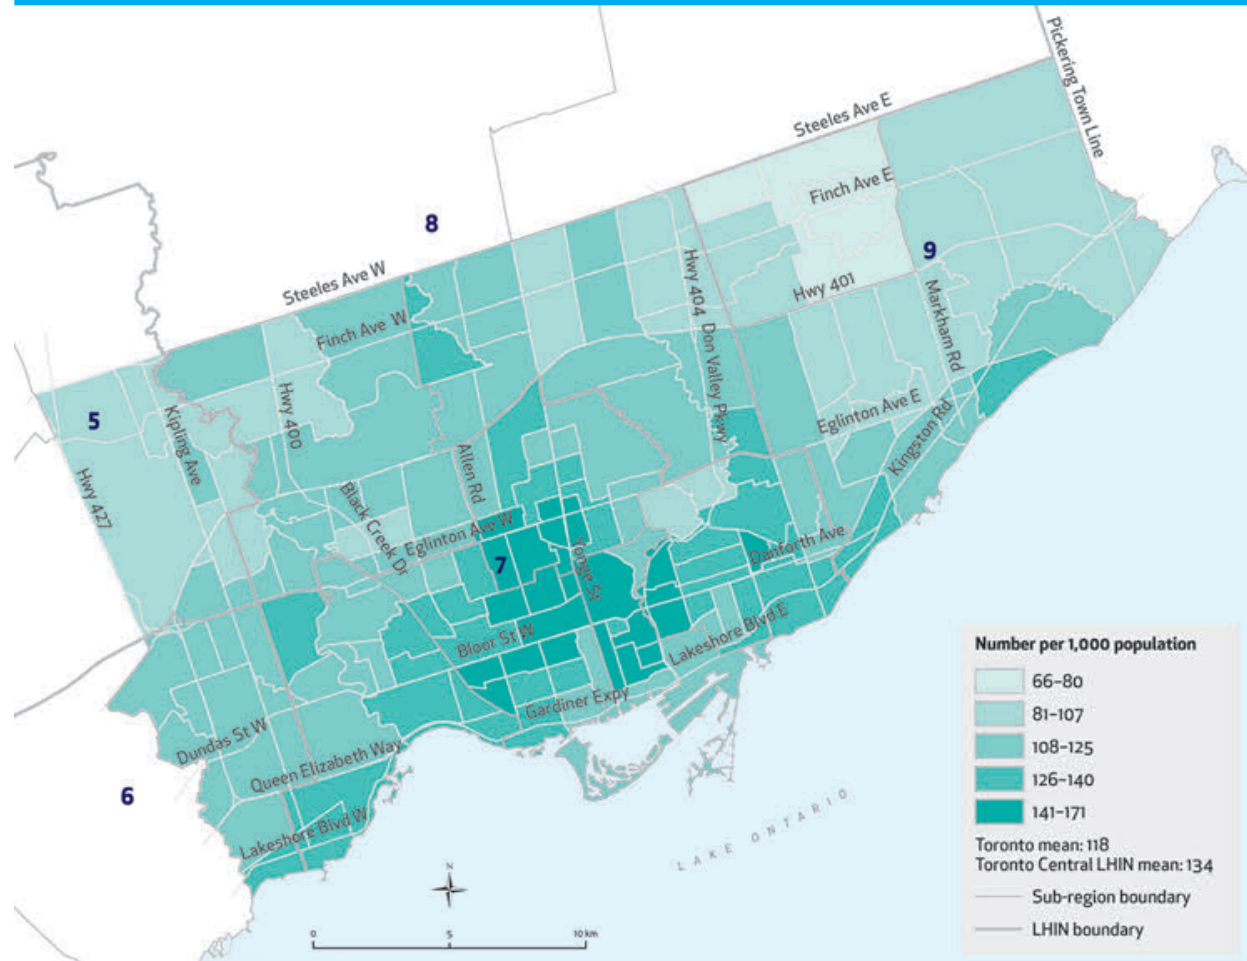 Pickering Town Line
Steeles Ave E
Finch Ave E
8
9
Steeles Ave W
Hwy 404
Hwy 401
Finch Ave W
Markham Rd
Don Valley Pkwy
Hwy 400
5
Kipling Ave
Eglinton Ave E
Kingston Rd
Allen Rd
Hwy 427
Black Creek Dr
Eglinton Ave W
Danforth Ave
7
Yonge St
Bloor St W
Lakeshore Blvd E
Gardiner Expy
Dundas St W
Queen Elizabeth Way
6
Lakeshore Blvd W
LAKE ONTARIO
N
0 5 10 km
Number per 1,000 population
66–80
81–107
108–125
126–140
141–171
Toronto mean: 118
Toronto Central LHIN mean: 134
Sub-region boundary
LHIN boundary